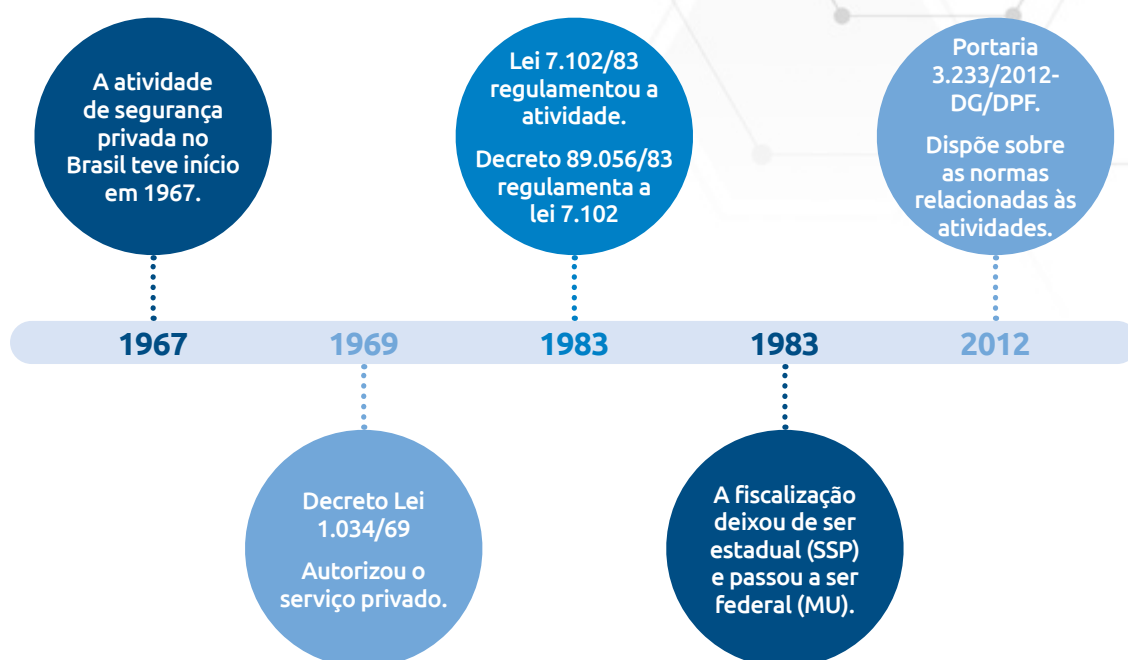 A atividade
de segurança
privada no
Brasil teve início
em 1967.
Lei 7.102/83
regulamentou a
atividade.
Decreto 89.056/83
regulamenta a
lei 7.102
Portaria
3.233/2012-
DG/DPF.
Dispõe sobre
as normas
relacionadas às
atividades.
1967
1969
1983
1983
2012
Decreto Lei
1.034/69
Autorizou o
serviço privado.
A fiscalização
deixou de ser
estadual (SSP)
e passou a ser
federal (MU).